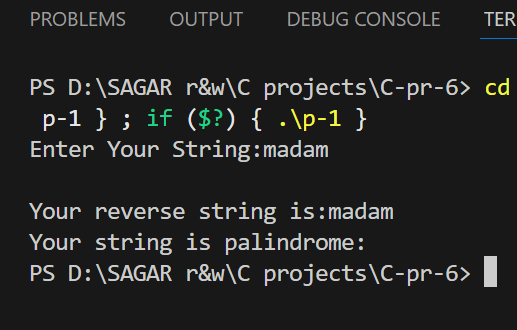 PROBLEMS OUTPUT DEBUG CONSOLE TER
PS D:\SAGAR r&w\C projects\C-pr-6> cd
p-1 } ; if ($?) { .\p-1 }
Enter Your String:madam
Your reverse string is:madam
Your string is palindrome:
PS D:\SAGAR r&w\C projects\C-pr-6>